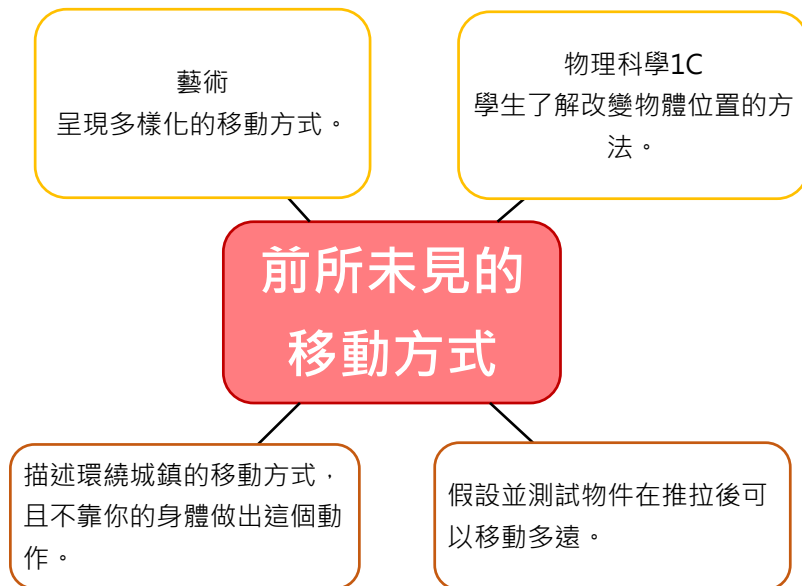 藝術
呈現多樣化的移動方式。
物理科學1C
學生了解改變物體位置的方
法。
前所未見的
移動方式
描述環繞城鎮的移動方式，
且不靠你的身體做出這個動
作。
假設並測試物件在推拉後可
以移動多遠。